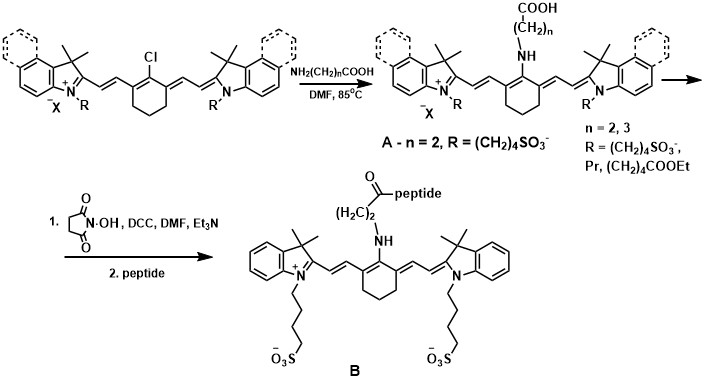 COOH
(CH₂)n
Cl
NH
NH₂(CH₂)nCOOH
DMF, 85°C
N⁺
R
⁻X
N
R
N⁺
R
⁻X
N
R
A - n = 2, R = (CH₂)₄SO₃⁻
n = 2, 3
R = (CH₂)₄SO₃⁻,
Pr, (CH₂)₄COOEt
O
peptide
(H₂C)₂
NH
1.
O
N-OH, DCC, DMF, Et₃N
O
2. peptide
N⁺
N
⁻O₃S
⁻O₃S
B